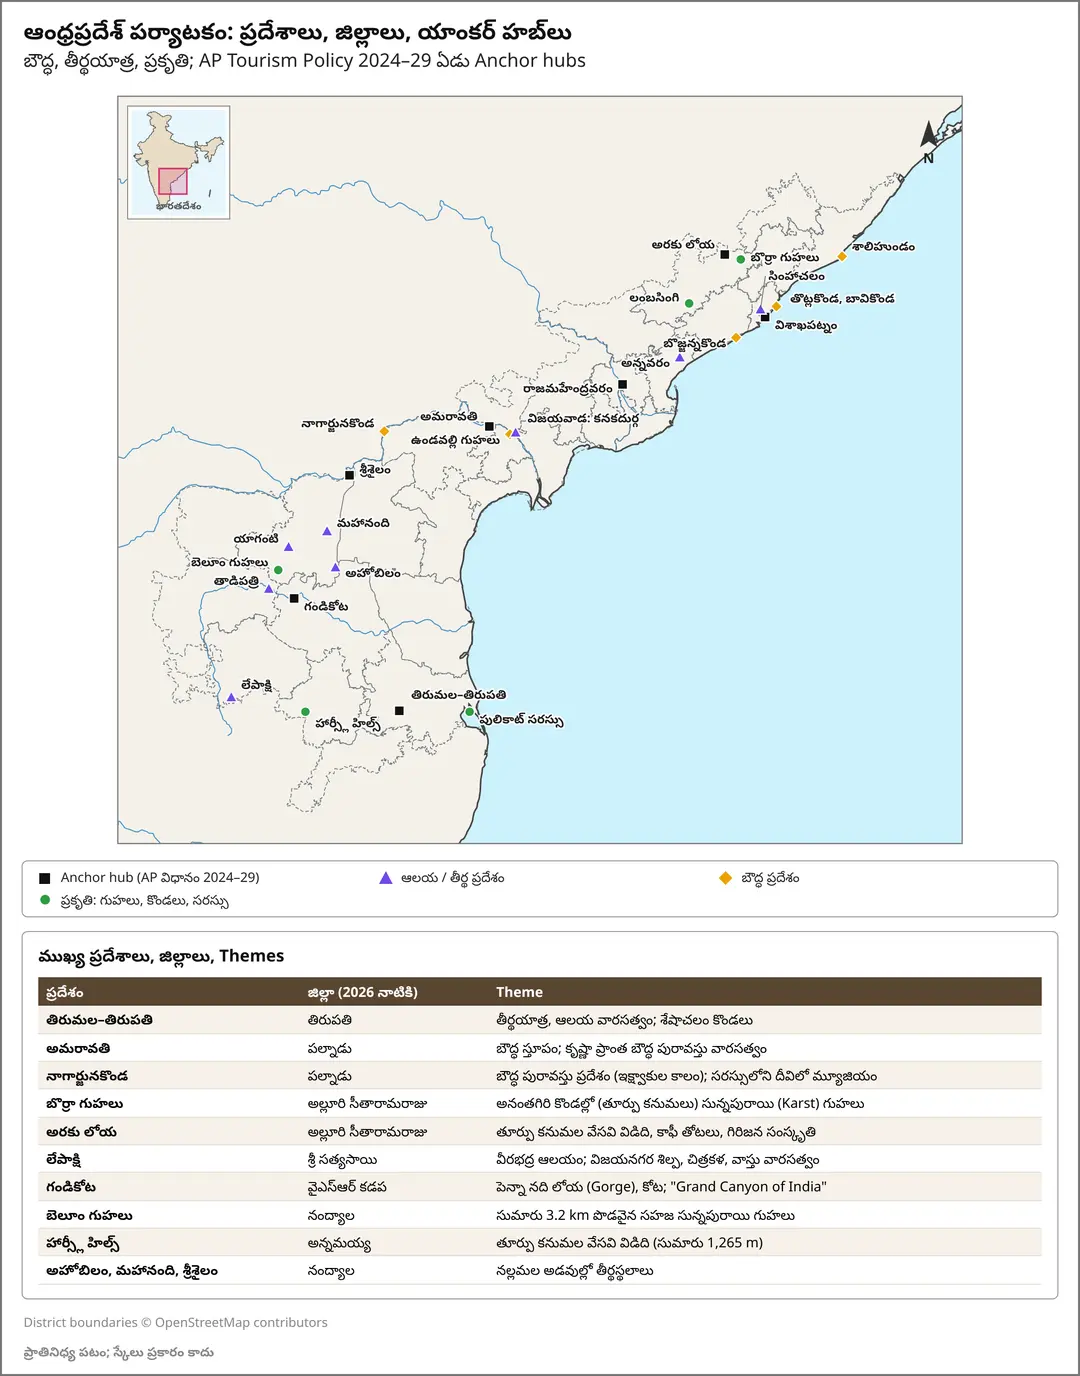 ఆంధ్రప్రదేశ్ పర్యాటకం: ప్రదేశాలు, జిల్లాలు, యాంకర్ హబ్‌లు
బౌద్ధ, తీర్థయాత్ర, ప్రకృతి; AP Tourism Policy 2024–29 ఏడు Anchor hubs
భారతదేశం
N
అరకు లోయ
శాలిహుండం
బొర్రా గుహలు
సింహాచలం
లంబసింగి
తొట్లకొండ, బావికొండ
విశాఖపట్నం
బొజ్జన్నకొండ
అన్నవరం
రాజమహేంద్రవరం
అమరావతి
విజయవాడ: కనకదుర్గ
నాగార్జునకొండ
ఉండవల్లి గుహలు
శ్రీశైలం
మహానంది
యాగంటి
బెలూం గుహలు
అహోబిలం
తాడిపత్రి
గండికోట
లేపాక్షి
తిరుమల–తిరుపతి
హార్స్లీ హిల్స్
పులికాట్ సరస్సు
Anchor hub (AP విధానం 2024–29)
ఆలయ / తీర్థ ప్రదేశం
బౌద్ధ ప్రదేశం
ప్రకృతి: గుహలు, కొండలు, సరస్సు
ముఖ్య ప్రదేశాలు, జిల్లాలు, Themes
ప్రదేశం జిల్లా (2026 నాటికి) Theme
తిరుమల–తిరుపతి తిరుపతి తీర్థయాత్ర, ఆలయ వారసత్వం; శేషాచలం కొండలు
అమరావతి పల్నాడు బౌద్ధ స్తూపం; కృష్ణా ప్రాంత బౌద్ధ పురావస్తు వారసత్వం
నాగార్జునకొండ పల్నాడు బౌద్ధ పురావస్తు ప్రదేశం (ఇక్ష్వాకుల కాలం); సరస్సులోని దీవిలో మ్యూజియం
బొర్రా గుహలు అల్లూరి సీతారామరాజు అనంతగిరి కొండల్లో (తూర్పు కనుమలు) సున్నపురాయి (Karst) గుహలు
అరకు లోయ అల్లూరి సీతారామరాజు తూర్పు కనుమల వేసవి విడిది, కాఫీ తోటలు, గిరిజన సంస్కృతి
లేపాక్షి శ్రీ సత్యసాయి వీరభద్ర ఆలయం; విజయనగర శిల్ప, చిత్రకళ, వాస్తు వారసత్వం
గండికోట వైఎస్ఆర్ కడప పెన్నా నది లోయ (Gorge), కోట; "Grand Canyon of India"
బెలూం గుహలు నంద్యాల సుమారు 3.2 km పొడవైన సహజ సున్నపురాయి గుహలు
హార్స్లీ హిల్స్ అన్నమయ్య తూర్పు కనుమల వేసవి విడిది (సుమారు 1,265 m)
అహోబిలం, మహానంది, శ్రీశైలం నంద్యాల నల్లమల అడవుల్లో తీర్థస్థలాలు
District boundaries © OpenStreetMap contributors
ప్రాతినిధ్య పటం; స్కేలు ప్రకారం కాదు